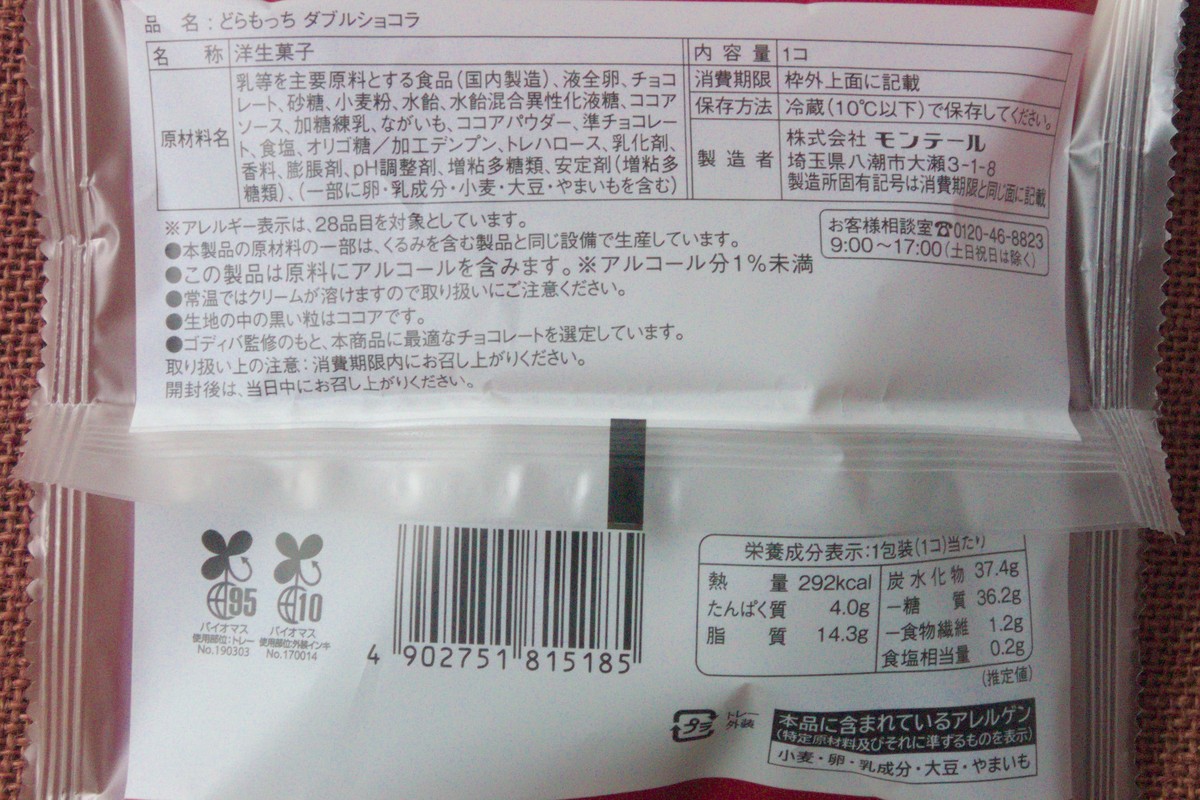 品 名:どらもっち ダブルショコラ
名 称 洋生菓子
原材料名
乳等を主要原料とする食品(国内製造)、液全卵、チョコ
レート、砂糖、小麦粉、水飴、水飴混合異性化液糖、ココア
ソース、加糖練乳、ながいも、ココアパウダー、準チョコレー
ト、食塩、オリゴ糖/加工デンプン、トレハロース、乳化剤、
香料、膨脹剤、pH調整剤、増粘多糖類、安定剤(増粘多
糖類)、(一部に卵・乳成分・小麦・大豆・やまいもを含む)
内容量 1コ
消費期限 枠外上面に記載
保存方法 冷蔵(10℃以下)で保存してください。
製造者
株式会社 モンテール
埼玉県八潮市大瀬3-1-8
製造所固有記号は消費期限と同じ面に記載
※アレルギー表示は、28品目を対象としています。
●本製品の原材料の一部は、くるみを含む製品と同じ設備で生産しています。
●この製品は原料にアルコールを含みます。※アルコール分1%未満
●常温ではクリームが溶けますので取り扱いにご注意ください。
●生地の中の黒い粒はココアです。
●ゴディバ監修のもと、本商品に最適なチョコレートを選定しています。
取り扱い上の注意:消費期限内にお召し上がりください。
開封後は、当日中にお召し上がりください。
お客様相談室☎0120-46-8823
9:00~17:00(土日祝日は除く)
95
バイオマス
使用部位:トレー
No.190303
10
バイオマス
使用部位:外装インキ
No.170014
4 902751 815185
栄養成分表示:1包装(1コ)当たり
熱 量 292kcal
たんぱく質 4.0g
脂 質 14.3g
炭水化物 37.4g
-糖 質 36.2g
-食物繊維 1.2g
食塩相当量 0.2g
(推定値)
プラ
トレー
外装
本品に含まれているアレルゲン
(特定原材料及びそれに準ずるものを表示)
小麦・卵・乳成分・大豆・やまいも